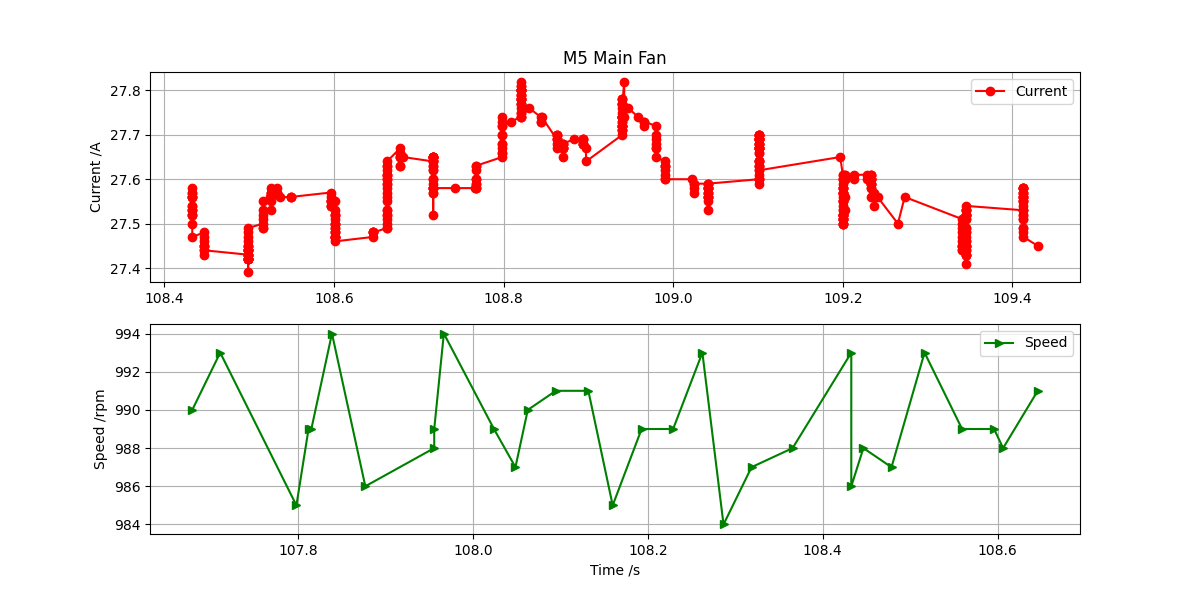 M5 Main Fan
Current /A
27.8
27.7
27.6
27.5
27.4
Current
108.4 108.6 108.8 109.0 109.2 109.4
Speed /rpm
994
992
990
988
986
984
Speed
107.8 108.0 108.2 108.4 108.6
Time /s